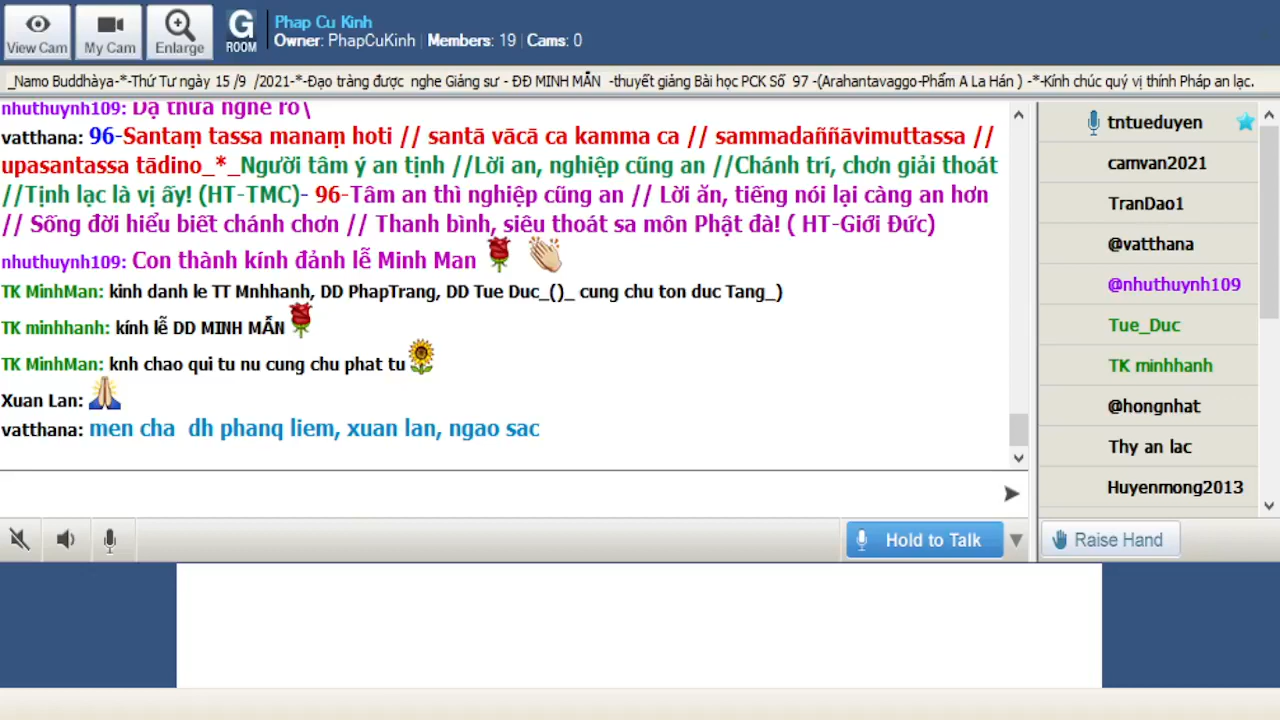 View Cam
My Cam
Enlarge
G
ROOM
Phap Cu Kinh
Owner: PhapCuKinh | Members: 19 | Cams: 0
_Namo Buddhàya-*-Thứ Tư ngày 15 /9 /2021-*-Đạo tràng được nghe Giảng sư - ĐĐ MINH MẪN -thuyết giảng Bài học PCK Số 97 -(Arahantavaggo-Phẩm A La Hán ) -*-Kính chúc quý vị thính Pháp an lạc.
nhuthuynh109: Dạ thưa nghe rõ\
vatthana: 96-Santaṃ tassa manaṃ hoti // santā vācā ca kamma ca // sammadaññāvimuttassa //
upasantassa tādino_*_Người tâm ý an tịnh //Lời an, nghiệp cũng an //Chánh trí, chơn giải thoát
//Tịnh lạc là vị ấy! (HT-TMC)- 96-Tâm an thì nghiệp cũng an // Lời ăn, tiếng nói lại càng an hơn
// Sống đời hiểu biết chánh chơn // Thanh bình, siêu thoát sa môn Phật đà! ( HT-Giới Đức)
nhuthuynh109: Con thành kính đảnh lễ Minh Man
TK MinhMan: kinh danh le TT Mnhhanh, DD PhapTrang, DD Tue Duc_()_ cung chu ton duc Tang_)
TK minhhanh: kính lễ DD MINH MẪN
TK MinhMan: knh chao qui tu nu cung chu phat tu
Xuan Lan:
vatthana: men cha dh phanq liem, xuan lan, ngao sac
tntueduyen
camvan2021
TranDao1
@vatthana
@nhuthuynh109
Tue_Duc
TK minhhanh
@hongnhat
Thy an lac
Huyenmong2013
Hold to Talk
Raise Hand